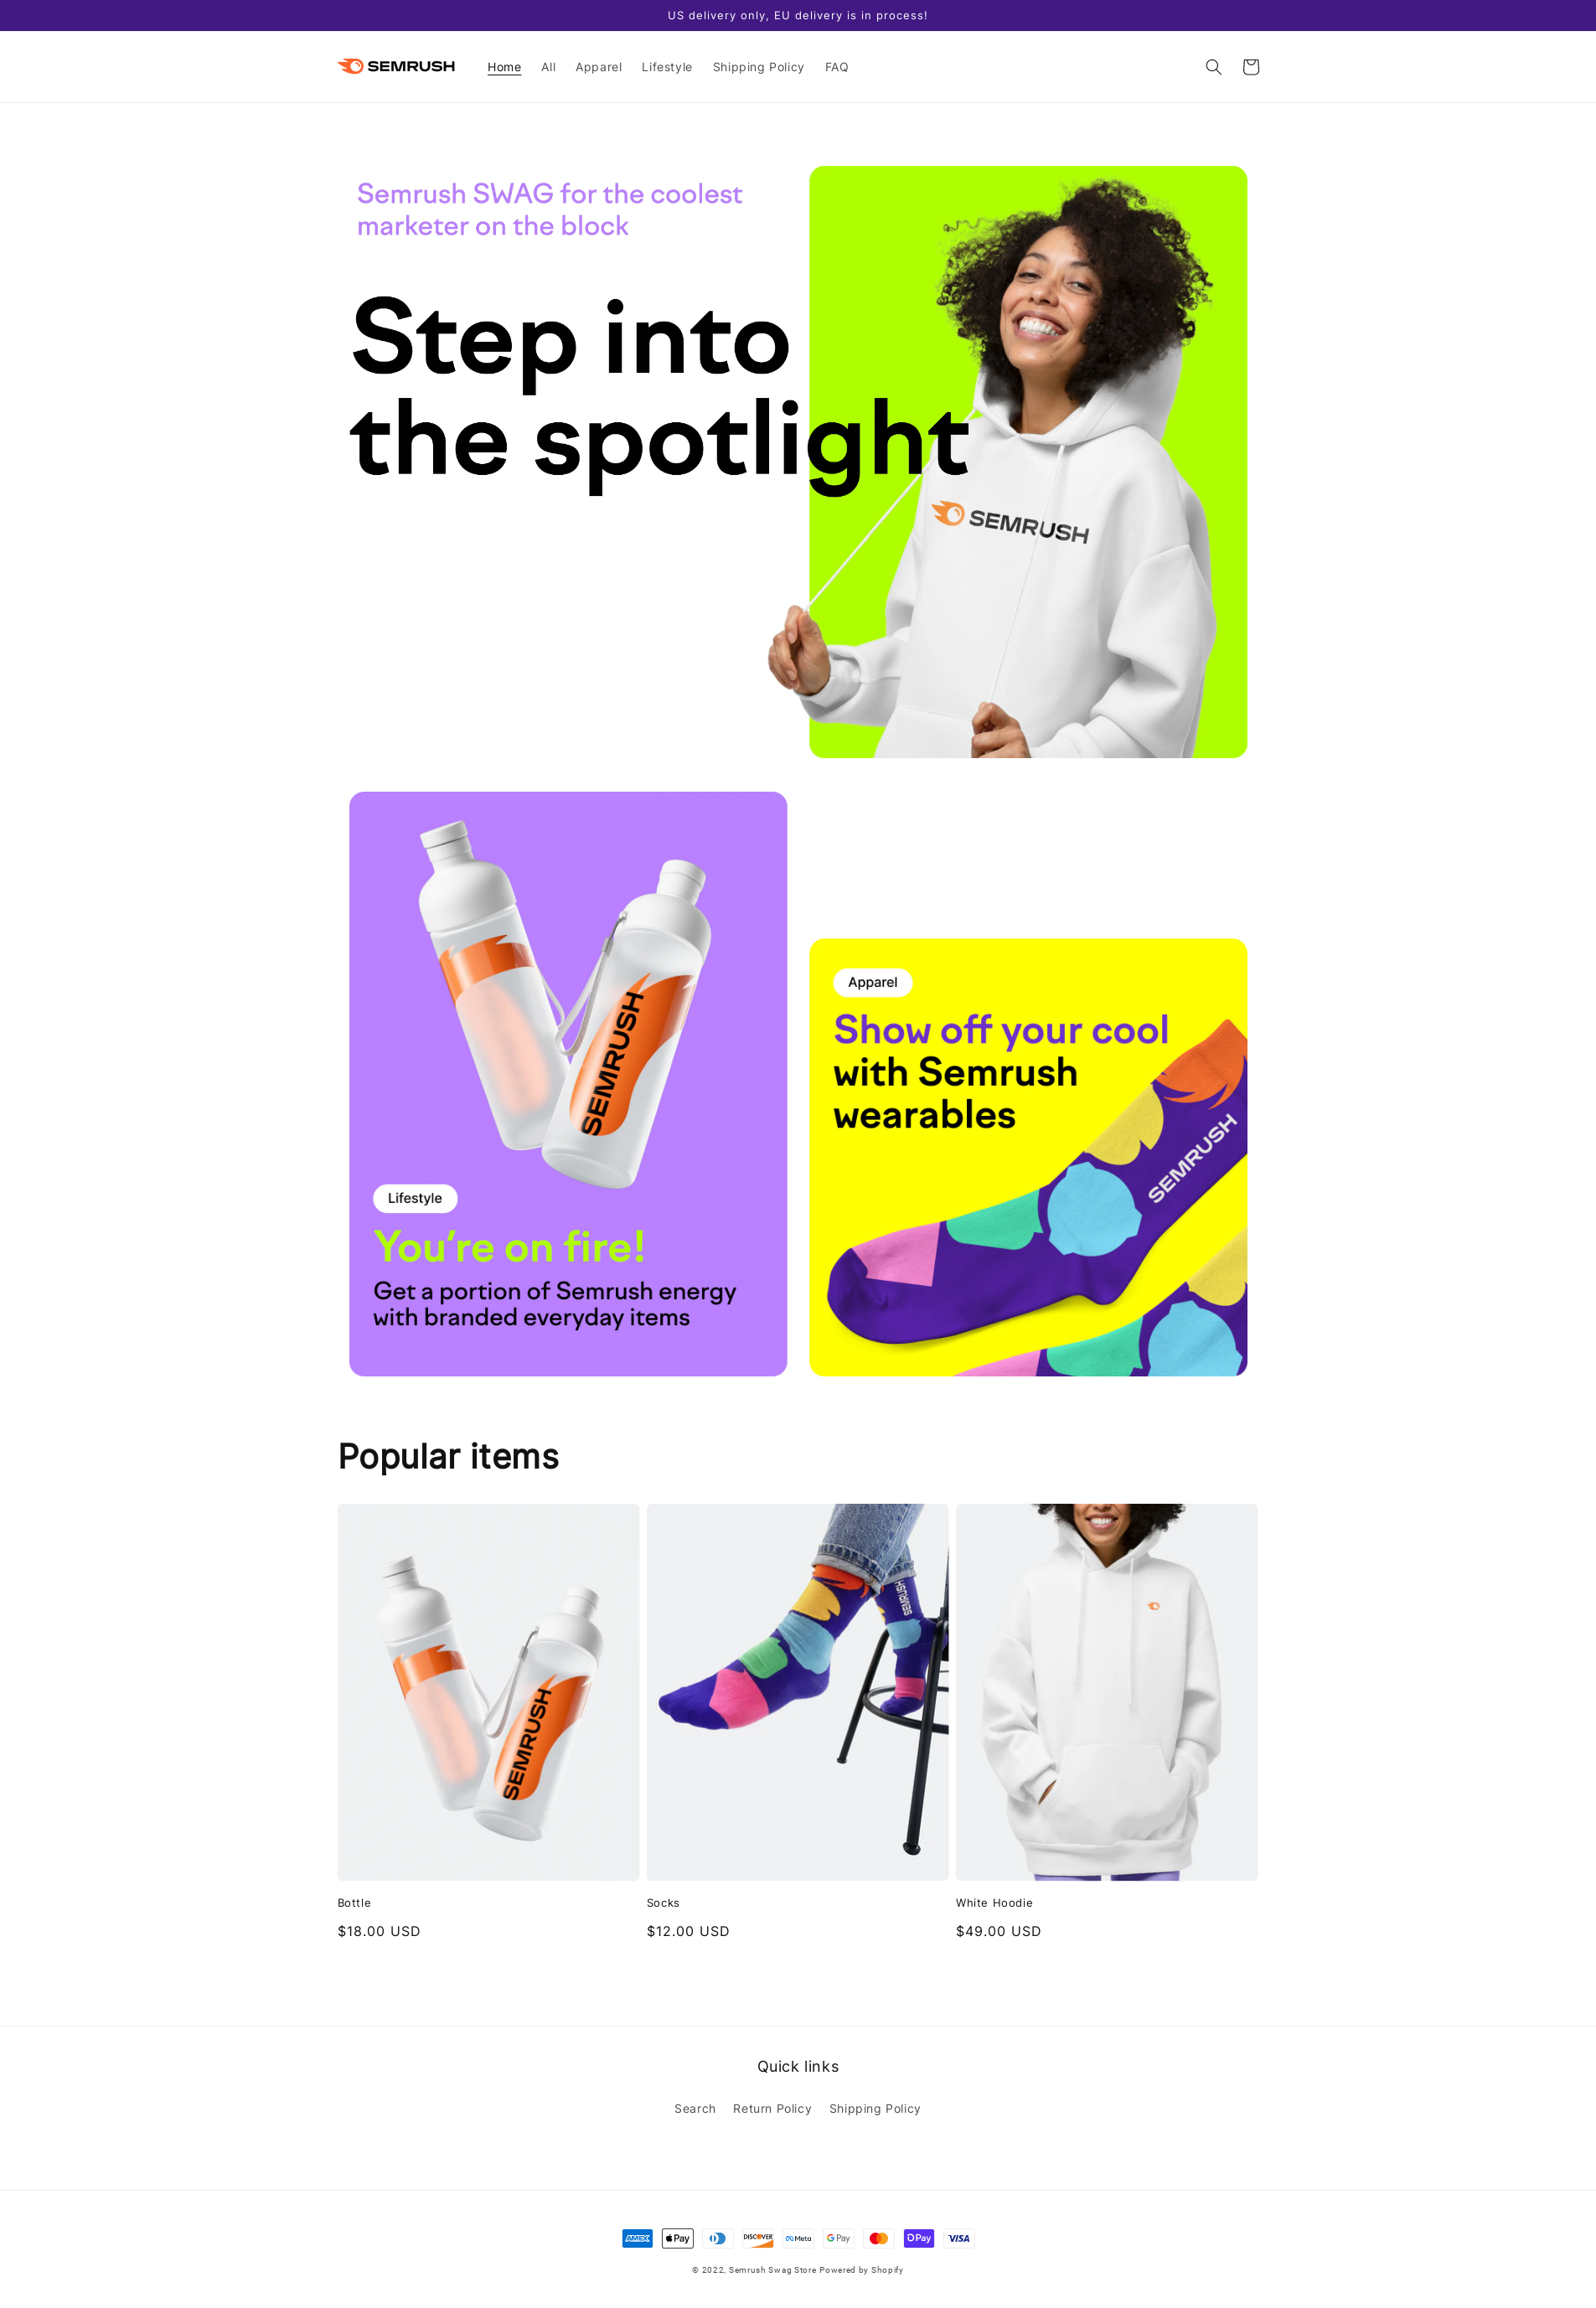 US delivery only, EU delivery is in process!
SEMRUSH
Home All Apparel Lifestyle Shipping Policy FAQ
Semrush SWAG for the coolest
marketer on the block
Step into
the spotlight
SEMRUSH
SEMRUSH
Lifestyle
You're on fire!
Get a portion of Semrush energy
with branded everyday items
Apparel
Show off your cool
with Semrush
wearables
SEMRUSH
Popular items
SEMRUSH
SEMRUSH
Bottle
$18.00 USD
Socks
$12.00 USD
White Hoodie
$49.00 USD
Quick links
Search Return Policy Shipping Policy
AMEX Pay DISCOVER Meta G Pay Pay VISA
© 2022, Semrush Swag Store Powered by Shopify